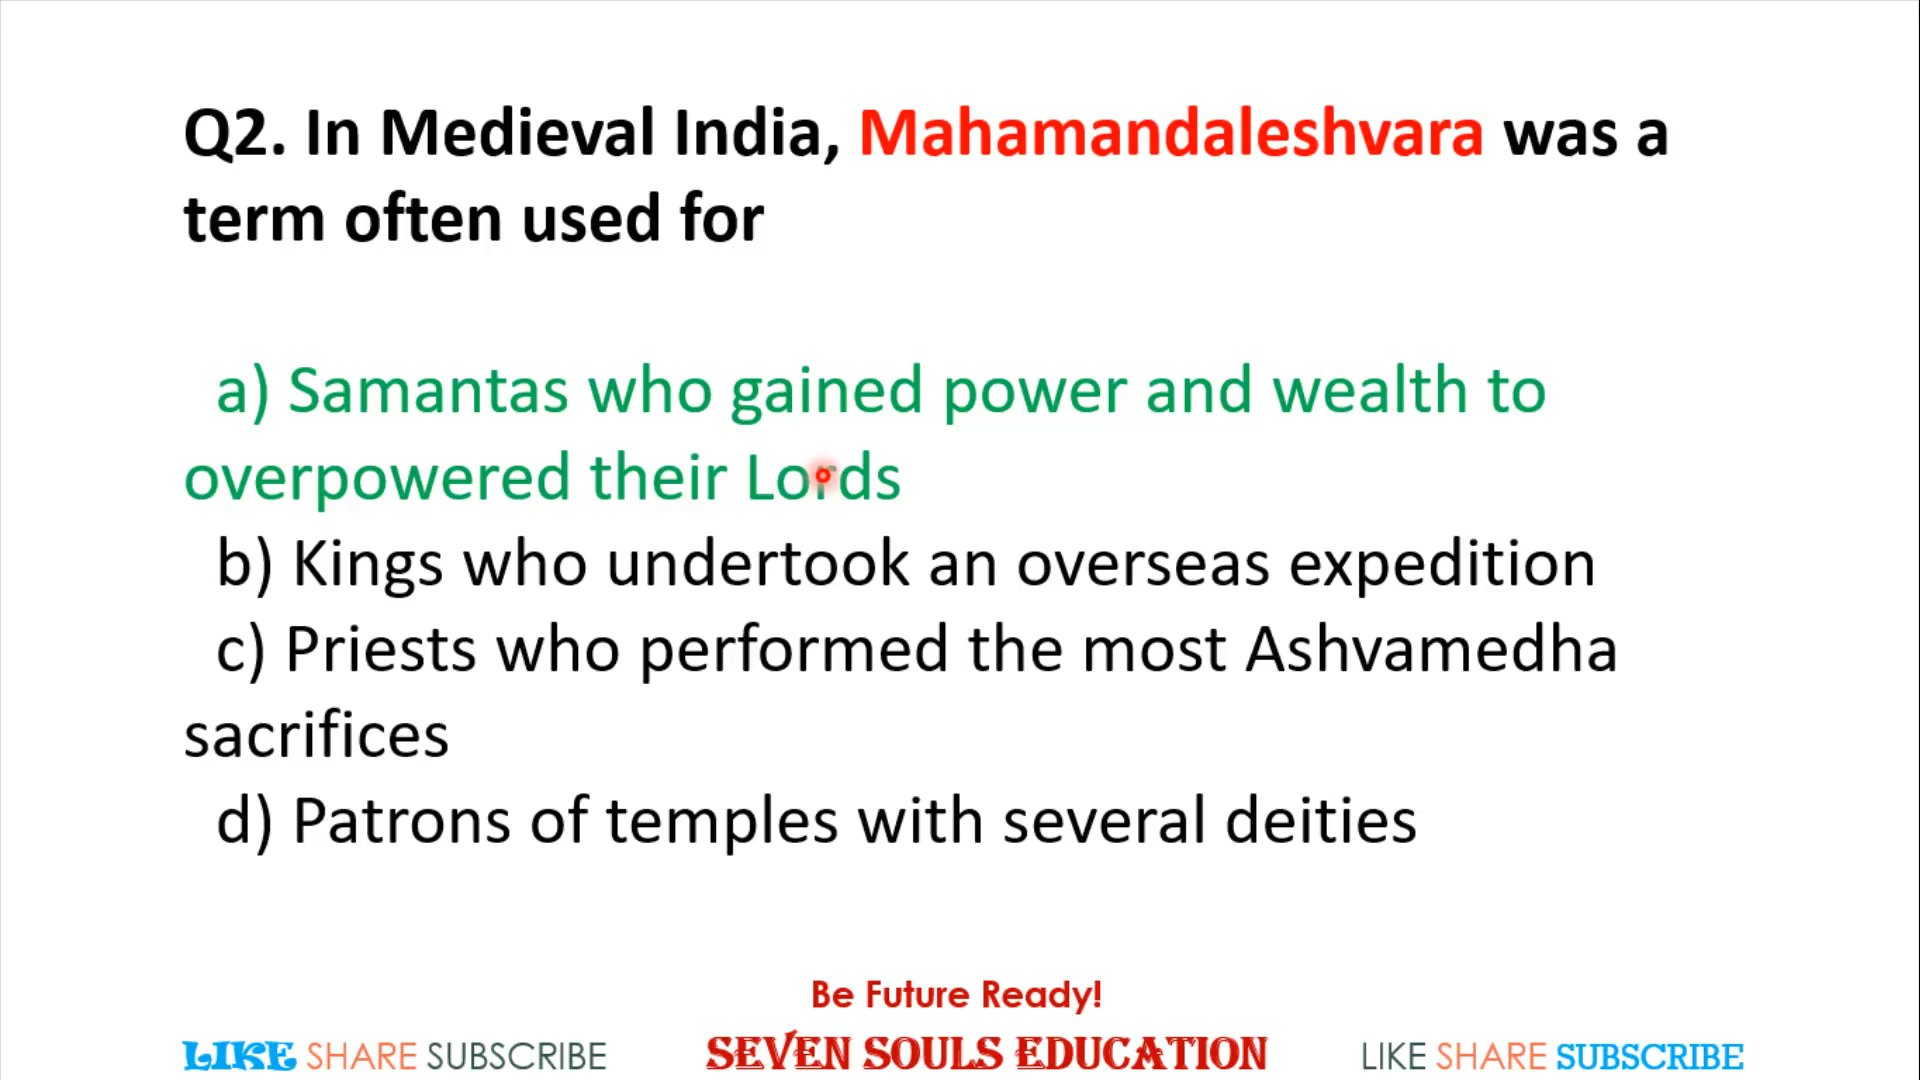 Q2. In Medieval India, Mahamandaleshvara was a
term often used for
a) Samantas who gained power and wealth to
overpowered their Lords
b) Kings who undertook an overseas expedition
c) Priests who performed the most Ashvamedha
sacrifices
d) Patrons of temples with several deities
Be Future Ready!
LIKE SHARE SUBSCRIBE
SEVEN SOULS EDUCATION
LIKE SHARE SUBSCRIBE